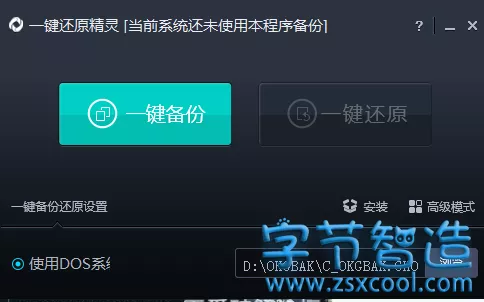 一键还原精灵 [当前系统还未使用本程序备份]
?
一键备份
一键还原
一键备份还原设置
安装
高级模式
字节智造
使用DOS系统
D:\OKGBAK\C_OKGBAK.GHO
浏览
www.zsxcool.com